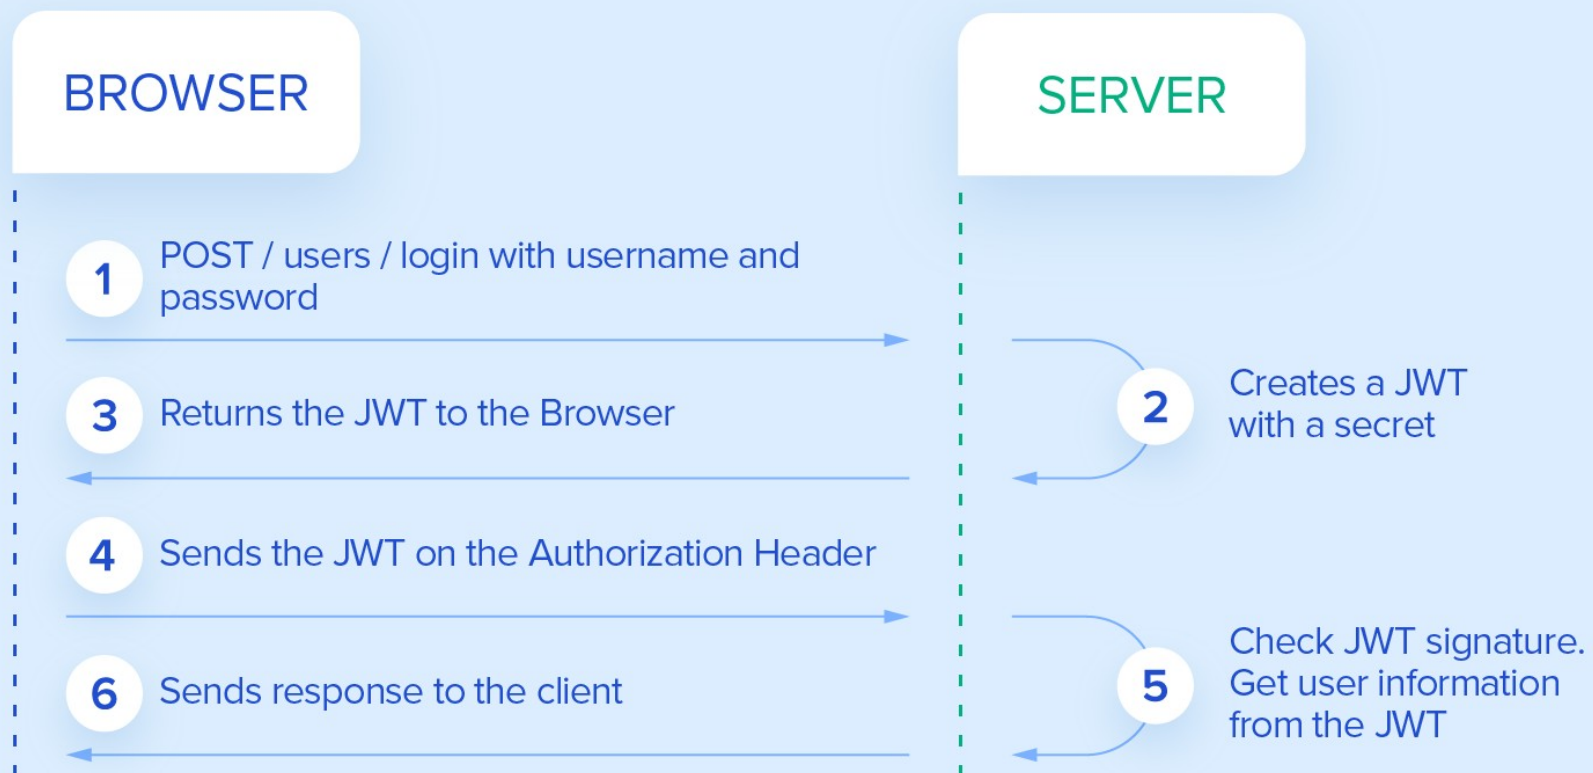 BROWSER
SERVER
1
POST / users / login with username and
password
2
Creates a JWT
with a secret
3
Returns the JWT to the Browser
4
Sends the JWT on the Authorization Header
5
Check JWT signature.
Get user information
from the JWT
6
Sends response to the client